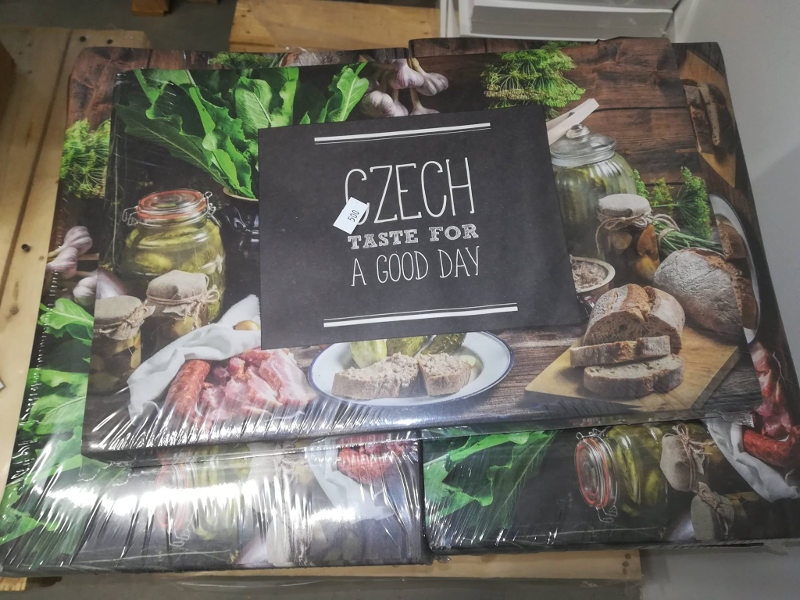 CZECH
500
TASTE FOR
A GOOD DAY